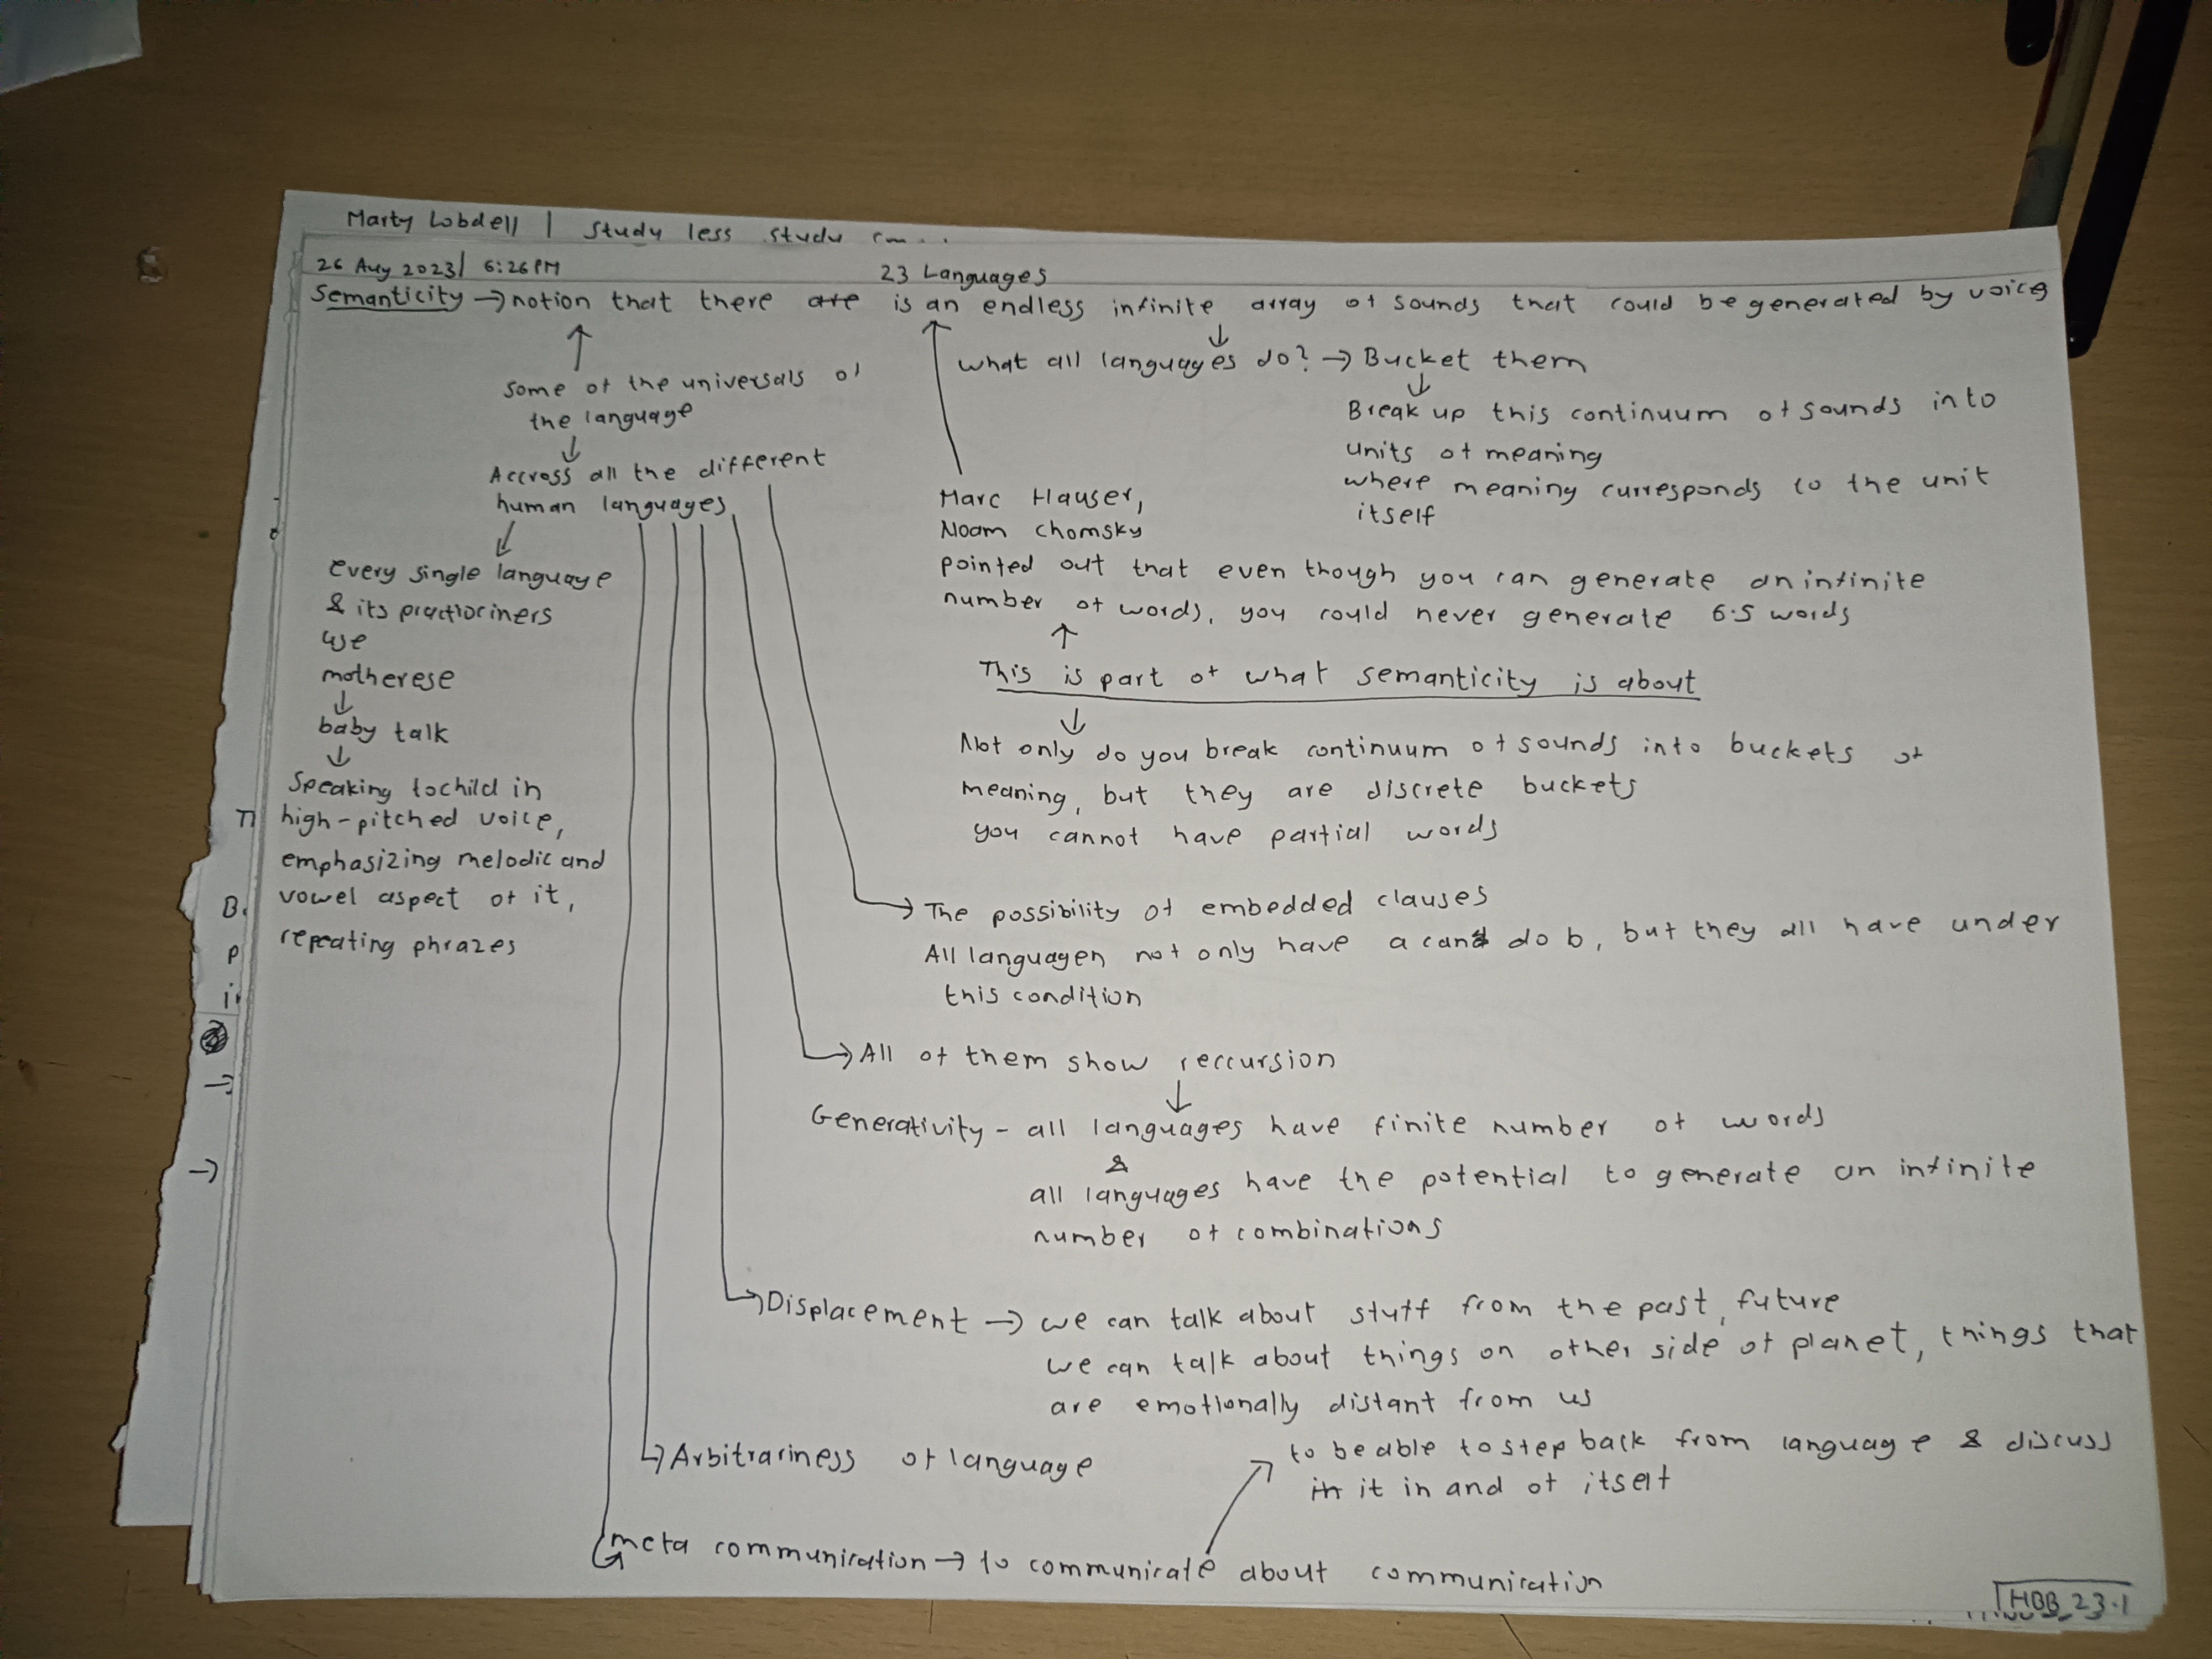 Marty Lobdell | Study less study sm...
26 Aug 2023 | 6:26 PM
23 Languages
Semanticity → notion that there are is an endless infinite array of sounds that could be generated by voice
↑
↓
some of the universals of
the language
↓
Accross all the different
human languages
what all languages do? → Bucket them
↓
Break up this continuum of sounds into
units of meaning
where meaning curresponds to the unit
itself
Marc Hauser,
Noam Chomsky
pointed out that even though you can generate an infinite
number of words, you could never generate 6.5 words
↑
This is part of what semanticity is about
↓
Not only do you break continuum of sounds into buckets of
meaning, but they are discrete buckets
you cannot have partial words
every single language
& its practiociners
use
motherese
↓
baby talk
↓
Speaking to child in
high-pitched voice,
emphasizing melodic and
vowel aspect of it,
repeating phrazes
→ The possibility of embedded clauses
All languagen not only have a can do b, but they all have under
this condition
→ All of them show reccursion
↓
Generativity - all languages have finite number of words
&
all languages have the potential to generate an infinite
number of combinations
→ Displacement → we can talk about stuff from the past, future
we can talk about things on other side of planet, things that
are emotionally distant from us
→ Arbitrariness of language
to be able to step back from language & discuss
in it in and of itself
meta communication → to communicate about communication
HBB_23.1